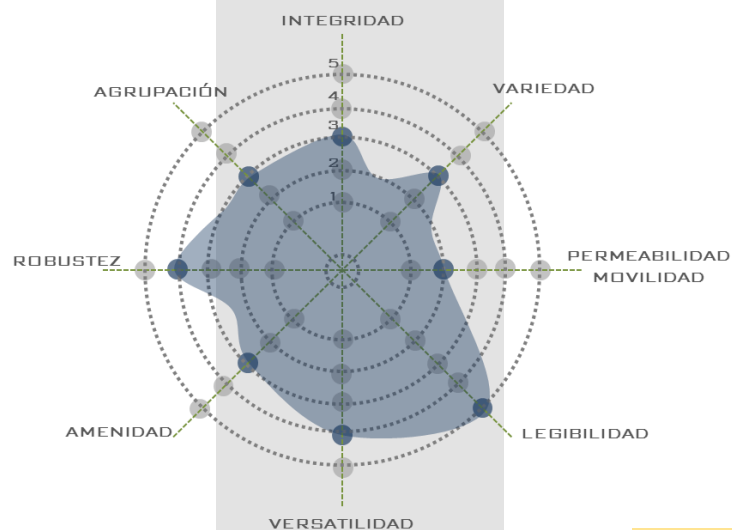 INTEGRIDAD
5
4
3
2
1
AGRUPACIÓN
VARIEDAD
ROBUSTEZ
PERMEABILIDAD
MOVILIDAD
AMENIDAD
LEGIBILIDAD
VERSATILIDAD